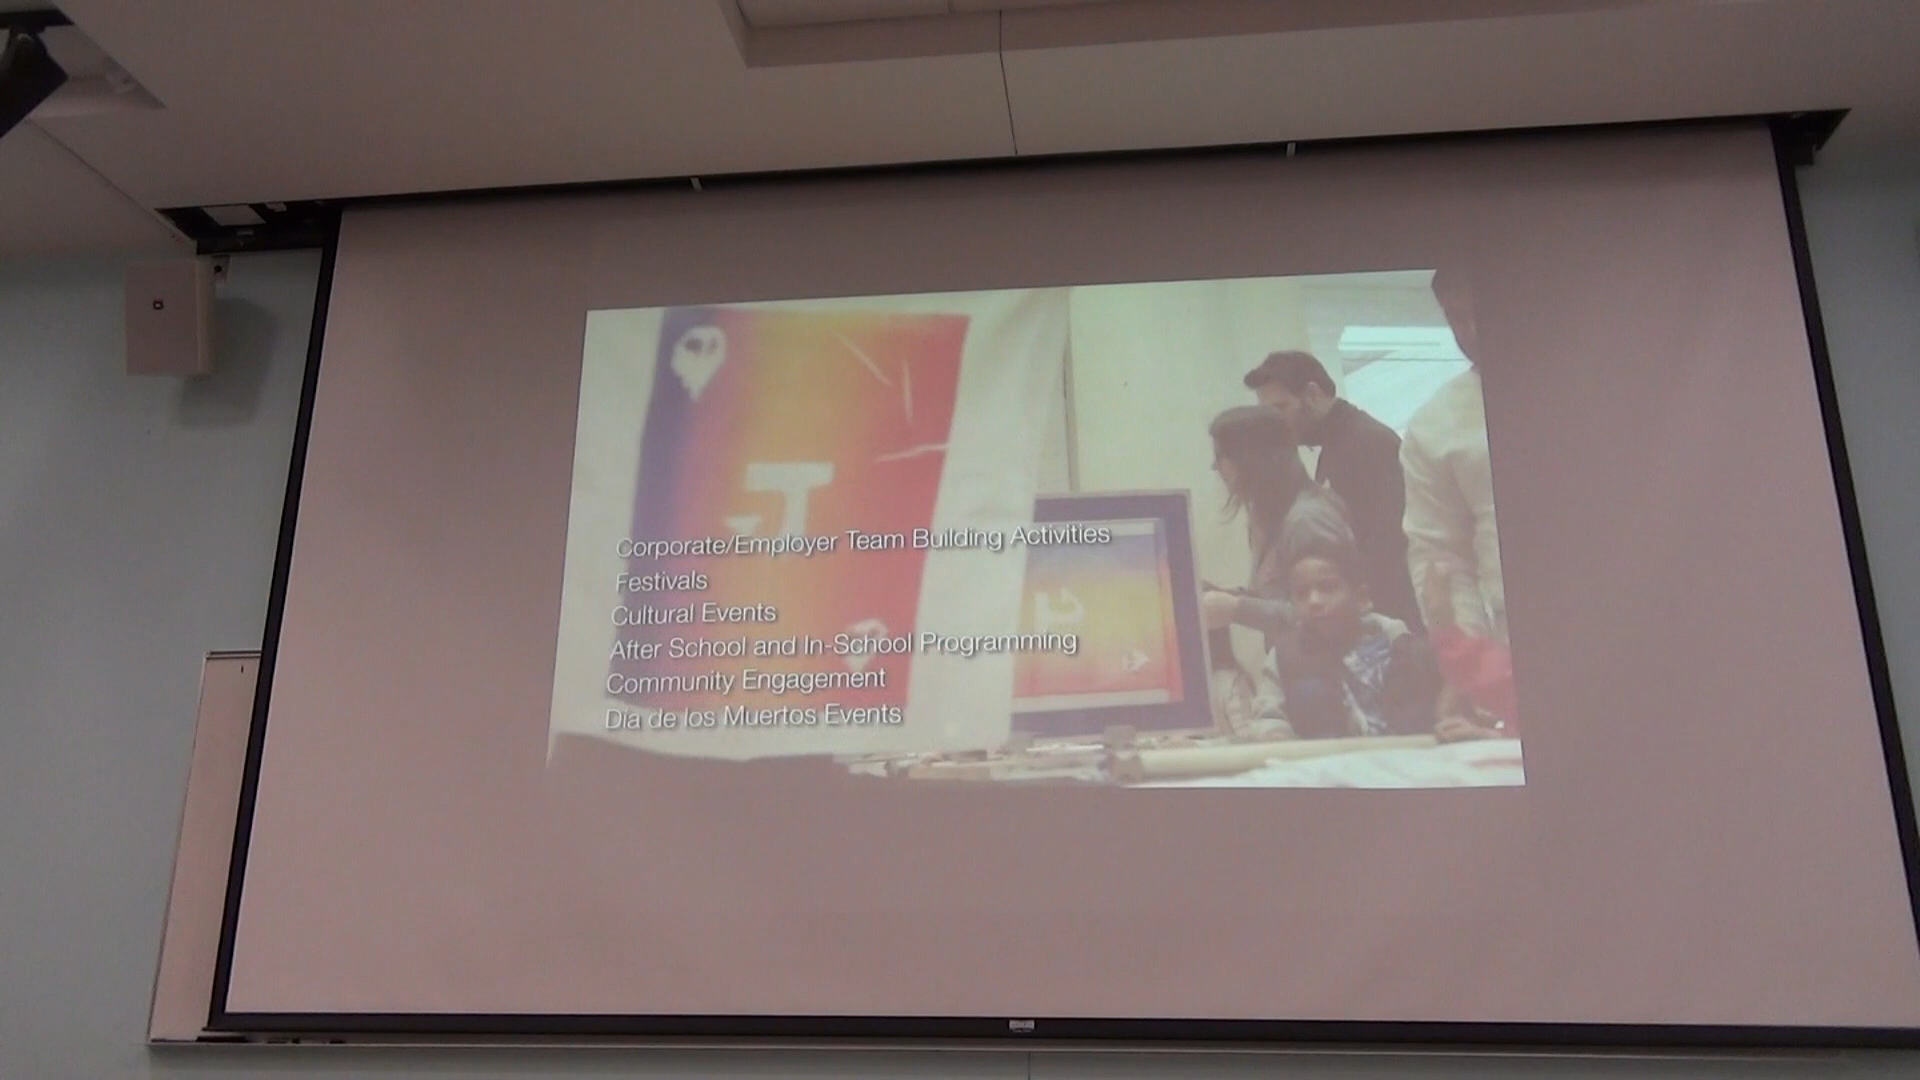 Corporate/Employer Team Building Activities
Festivals
Cultural Events
After School and In-School Programming
Community Engagement
Día de los Muertos Events